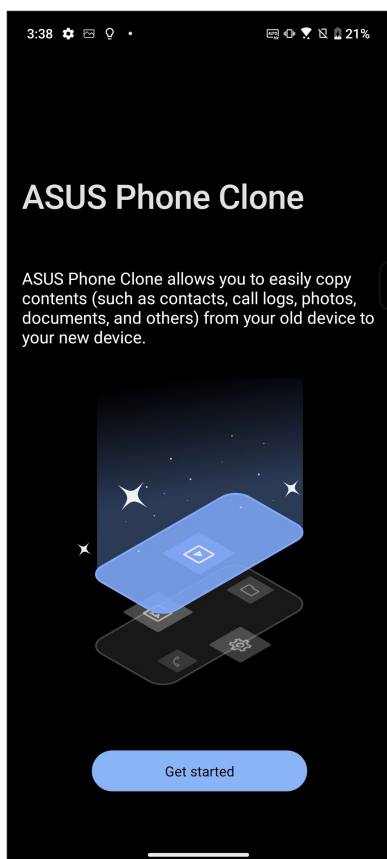 3:38 21%
ASUS Phone Clone
ASUS Phone Clone allows you to easily copy
contents (such as contacts, call logs, photos,
documents, and others) from your old device to
your new device.
Get started